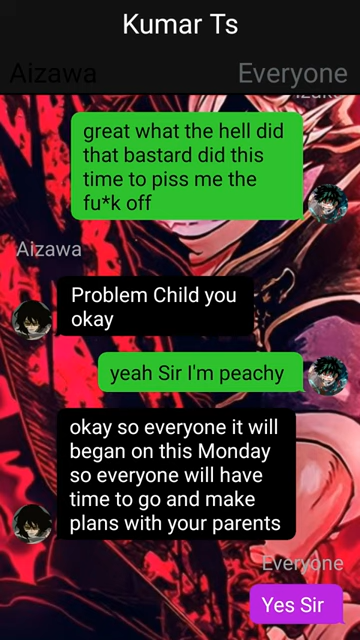 Kumar Ts
Aizawa
Everyone
great what the hell did
that bastard did this
time to piss me the
fu*k off
Aizawa
Problem Child you
okay
yeah Sir I'm peachy
okay so everyone it will
began on this Monday
so everyone will have
time to go and make
plans with your parents
Everyone
Yes Sir